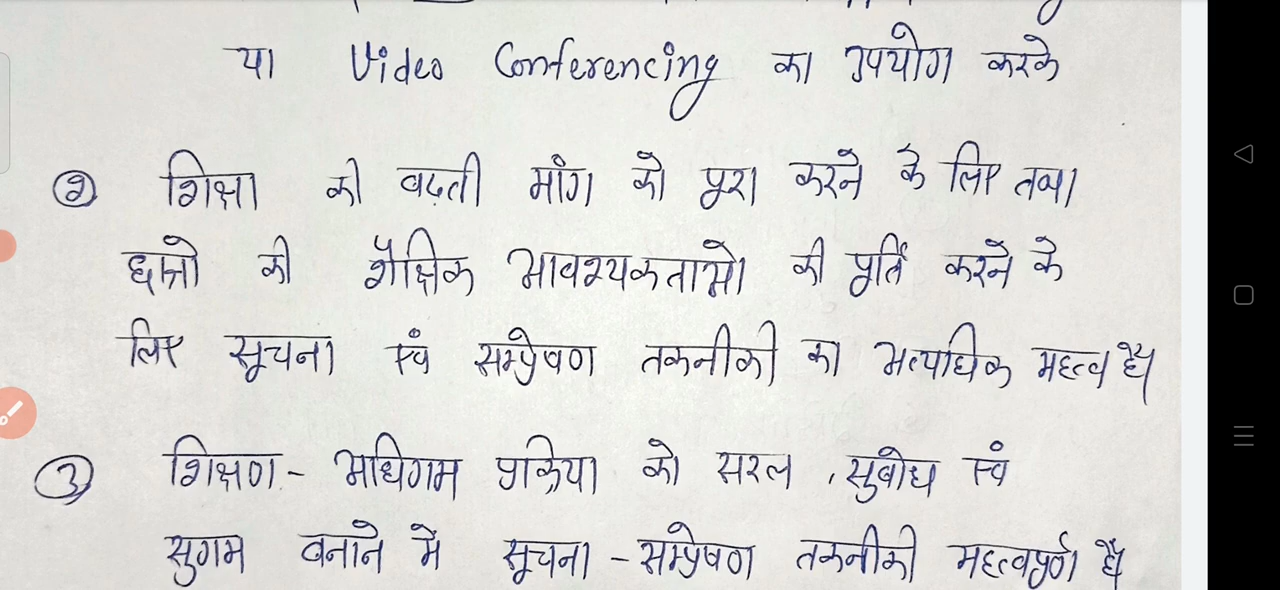 या Video Conferencing का उपयोग करके
② शिक्षा की बढ़ती माँग को पूरा करने के लिए तथा
छात्रो की शैक्षिक आवश्यकताओ की पूर्ति करने के
लिए सूचना एवं सम्प्रेषण तकनीकी का अत्यधिक महत्व है।
③ शिक्षण - अधिगम प्रक्रिया को सरल , सुबोध एवं
सुगम बनाने में सूचना - सम्प्रेषण तकनीकी महत्वपूर्ण है